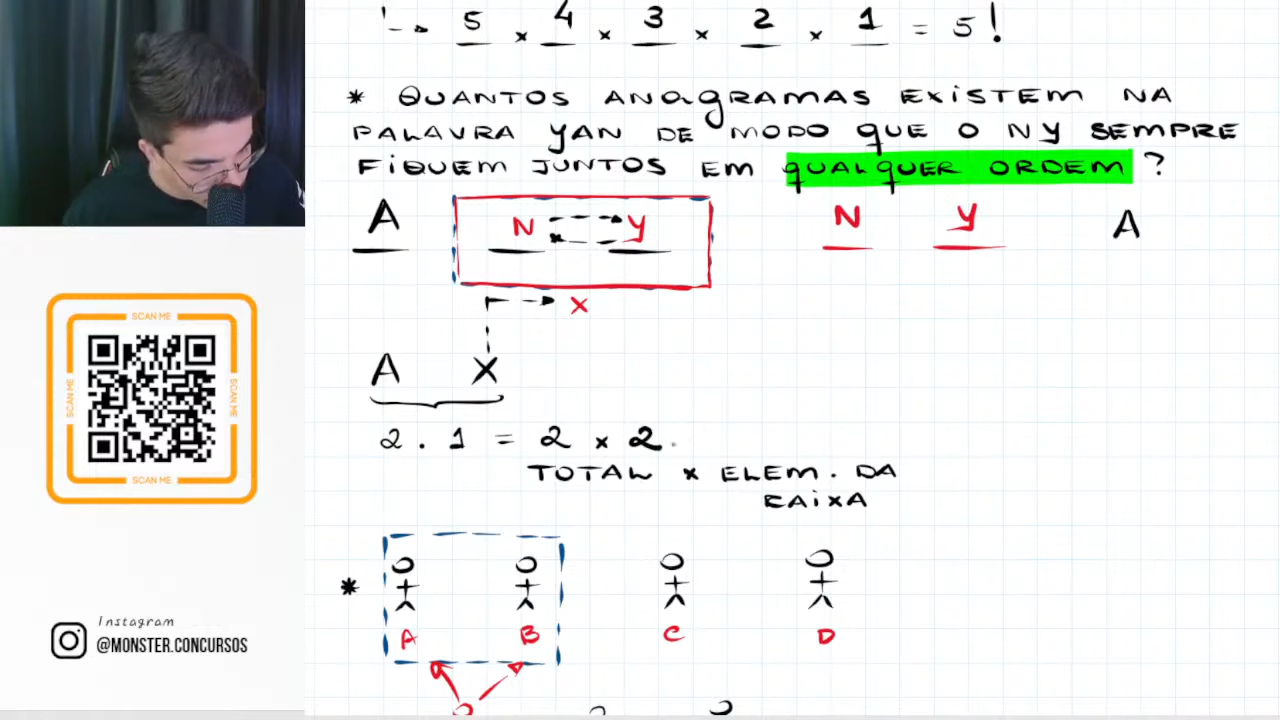 5 × 4 × 3 × 2 × 1 = 5!
* QUANTOS ANAGRAMAS EXISTEM NA
PALAVRA YAN DE MODO QUE O NY SEMPRE
FIQUEM JUNTOS EM QUALQUER ORDEM ?
A N Y N Y A
x
A X
2 . 1 = 2 × 2.
TOTAL × ELEM. DA
CAIXA
* A B C D
SCAN ME
SCAN ME
SCAN ME
SCAN ME
Instagram
@MONSTER.CONCURSOS